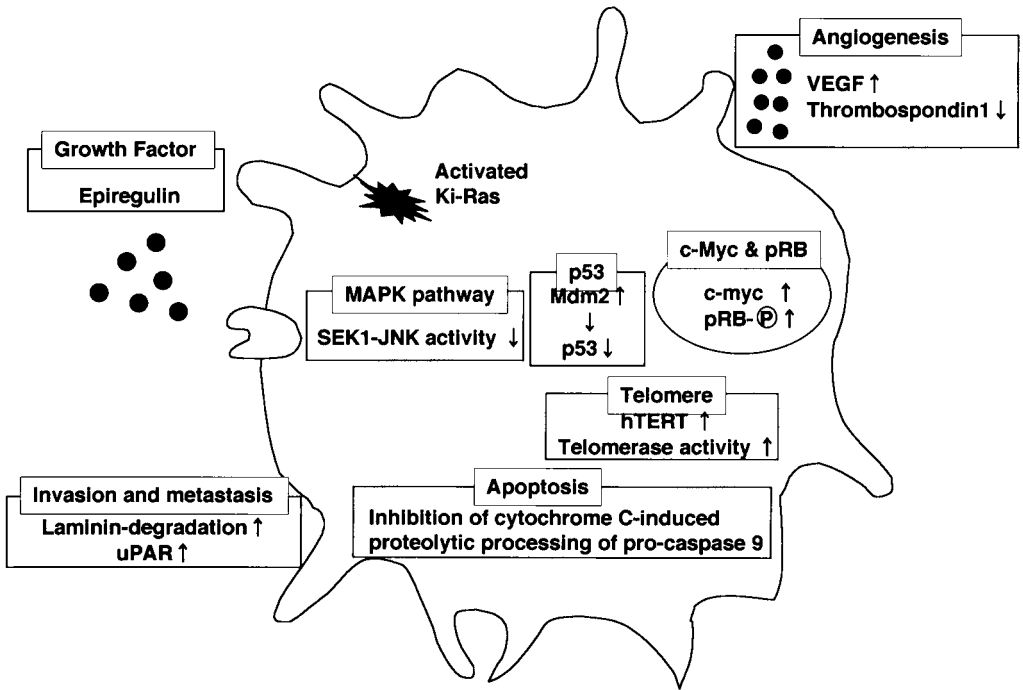 Angiogenesis
VEGF ↑
Thrombospondin1 ↓
Growth Factor
Epiregulin
Activated
Ki-Ras
MAPK pathway
SEK1-JNK activity ↓
p53
Mdm2 ↑
↓
p53 ↓
c-Myc & pRB
c-myc ↑
pRB-Ⓟ ↑
Telomere
hTERT ↑
Telomerase activity ↑
Invasion and metastasis
Laminin-degradation ↑
uPAR ↑
Apoptosis
Inhibition of cytochrome C-induced
proteolytic processing of pro-caspase 9